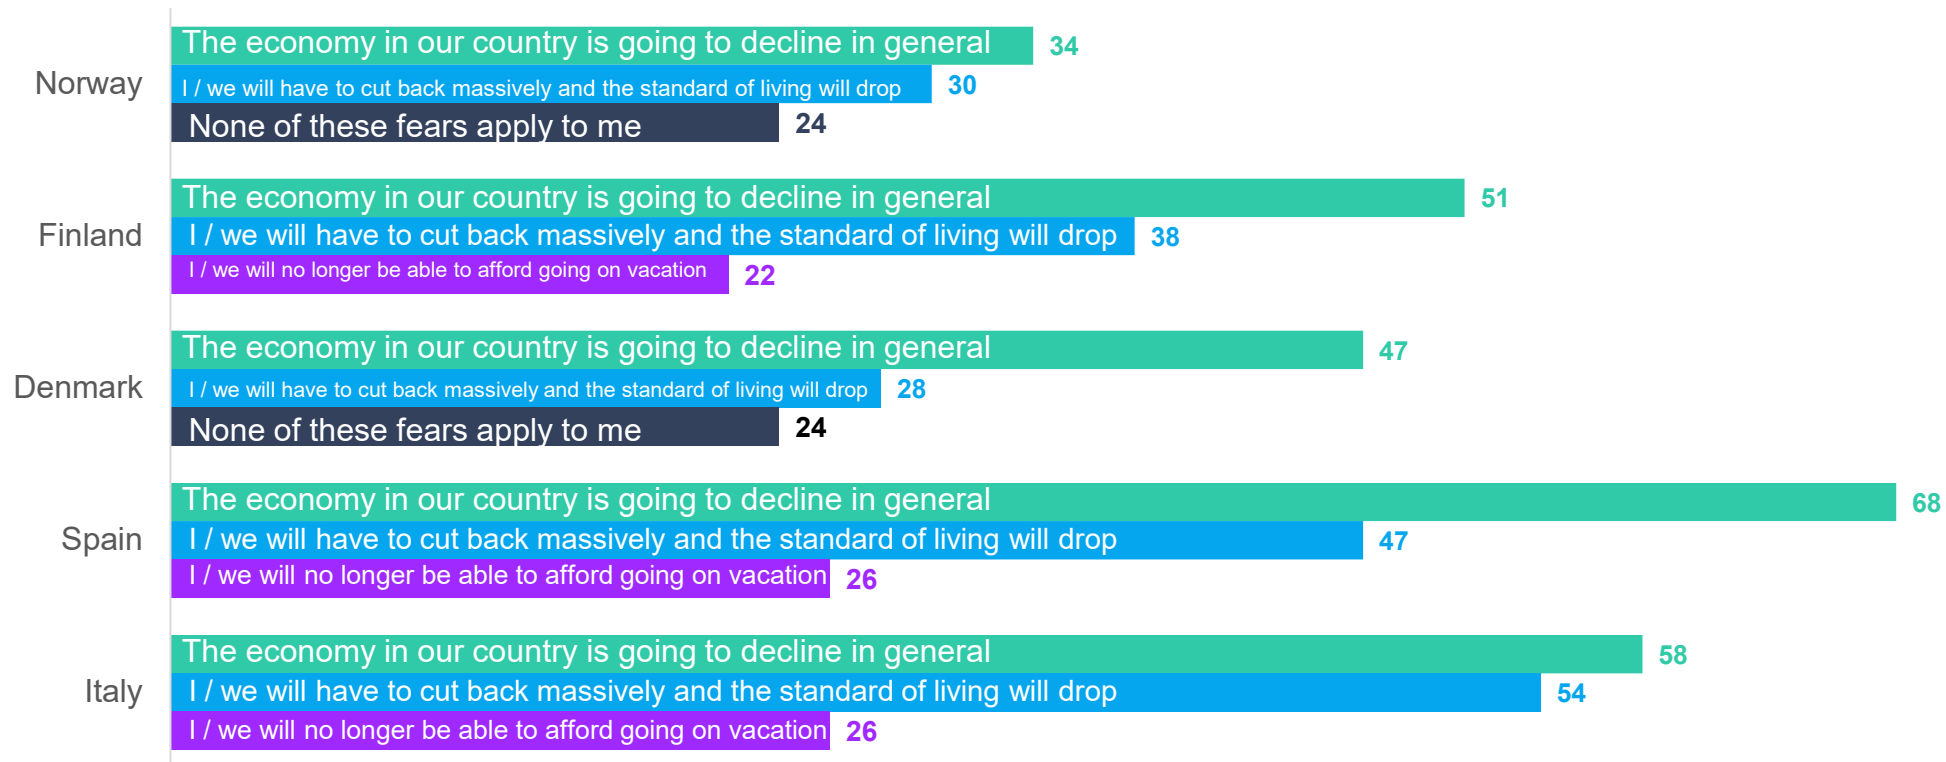 The economy in our country is going to decline in general 34
Norway
I / we will have to cut back massively and the standard of living will drop 30
None of these fears apply to me 24
The economy in our country is going to decline in general 51
Finland
I / we will have to cut back massively and the standard of living will drop 38
I / we will no longer be able to afford going on vacation 22
The economy in our country is going to decline in general 47
Denmark
I / we will have to cut back massively and the standard of living will drop 28
None of these fears apply to me 24
The economy in our country is going to decline in general 68
Spain
I / we will have to cut back massively and the standard of living will drop 47
I / we will no longer be able to afford going on vacation 26
The economy in our country is going to decline in general 58
Italy
I / we will have to cut back massively and the standard of living will drop 54
I / we will no longer be able to afford going on vacation 26